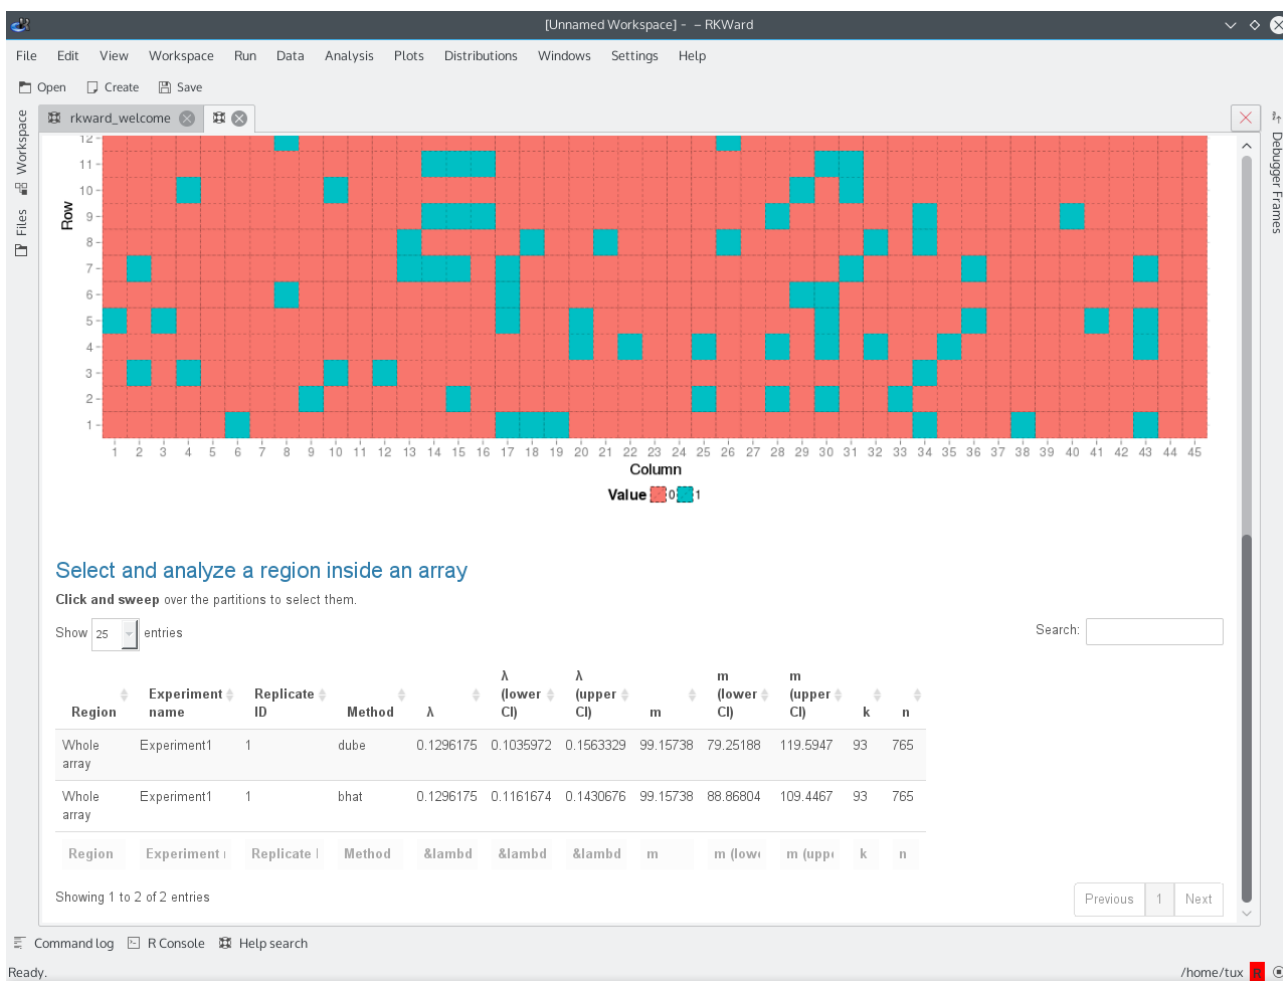 [Unnamed Workspace] - – RKWard
File Edit View Workspace Run Data Analysis Plots Distributions Windows Settings Help
Open Create Save
Workspace
Files
rkward_welcome
Debugger Frames
12
11
10
9
8
7
6
5
4
3
2
1
Row
1 2 3 4 5 6 7 8 9 10 11 12 13 14 15 16 17 18 19 20 21 22 23 24 25 26 27 28 29 30 31 32 33 34 35 36 37 38 39 40 41 42 43 44 45
Column
Value 0 1
Select and analyze a region inside an array
Click and sweep over the partitions to select them.
Show 25 entries
Search:
λ λ m m
Experiment Replicate (lower (upper (lower (upper
Region name ID Method λ CI) CI) m CI) CI) k n
Whole Experiment1 1 dube 0.1296175 0.1035972 0.1563329 99.15738 79.25188 119.5947 93 765
array
Whole Experiment1 1 bhat 0.1296175 0.1161674 0.1430676 99.15738 88.86804 109.4467 93 765
array
Region Experiment Replicate Method &lambd &lambd &lambd m m (low m (upp k n
Showing 1 to 2 of 2 entries
Previous 1 Next
Command log R Console Help search
Ready.
/home/tux R